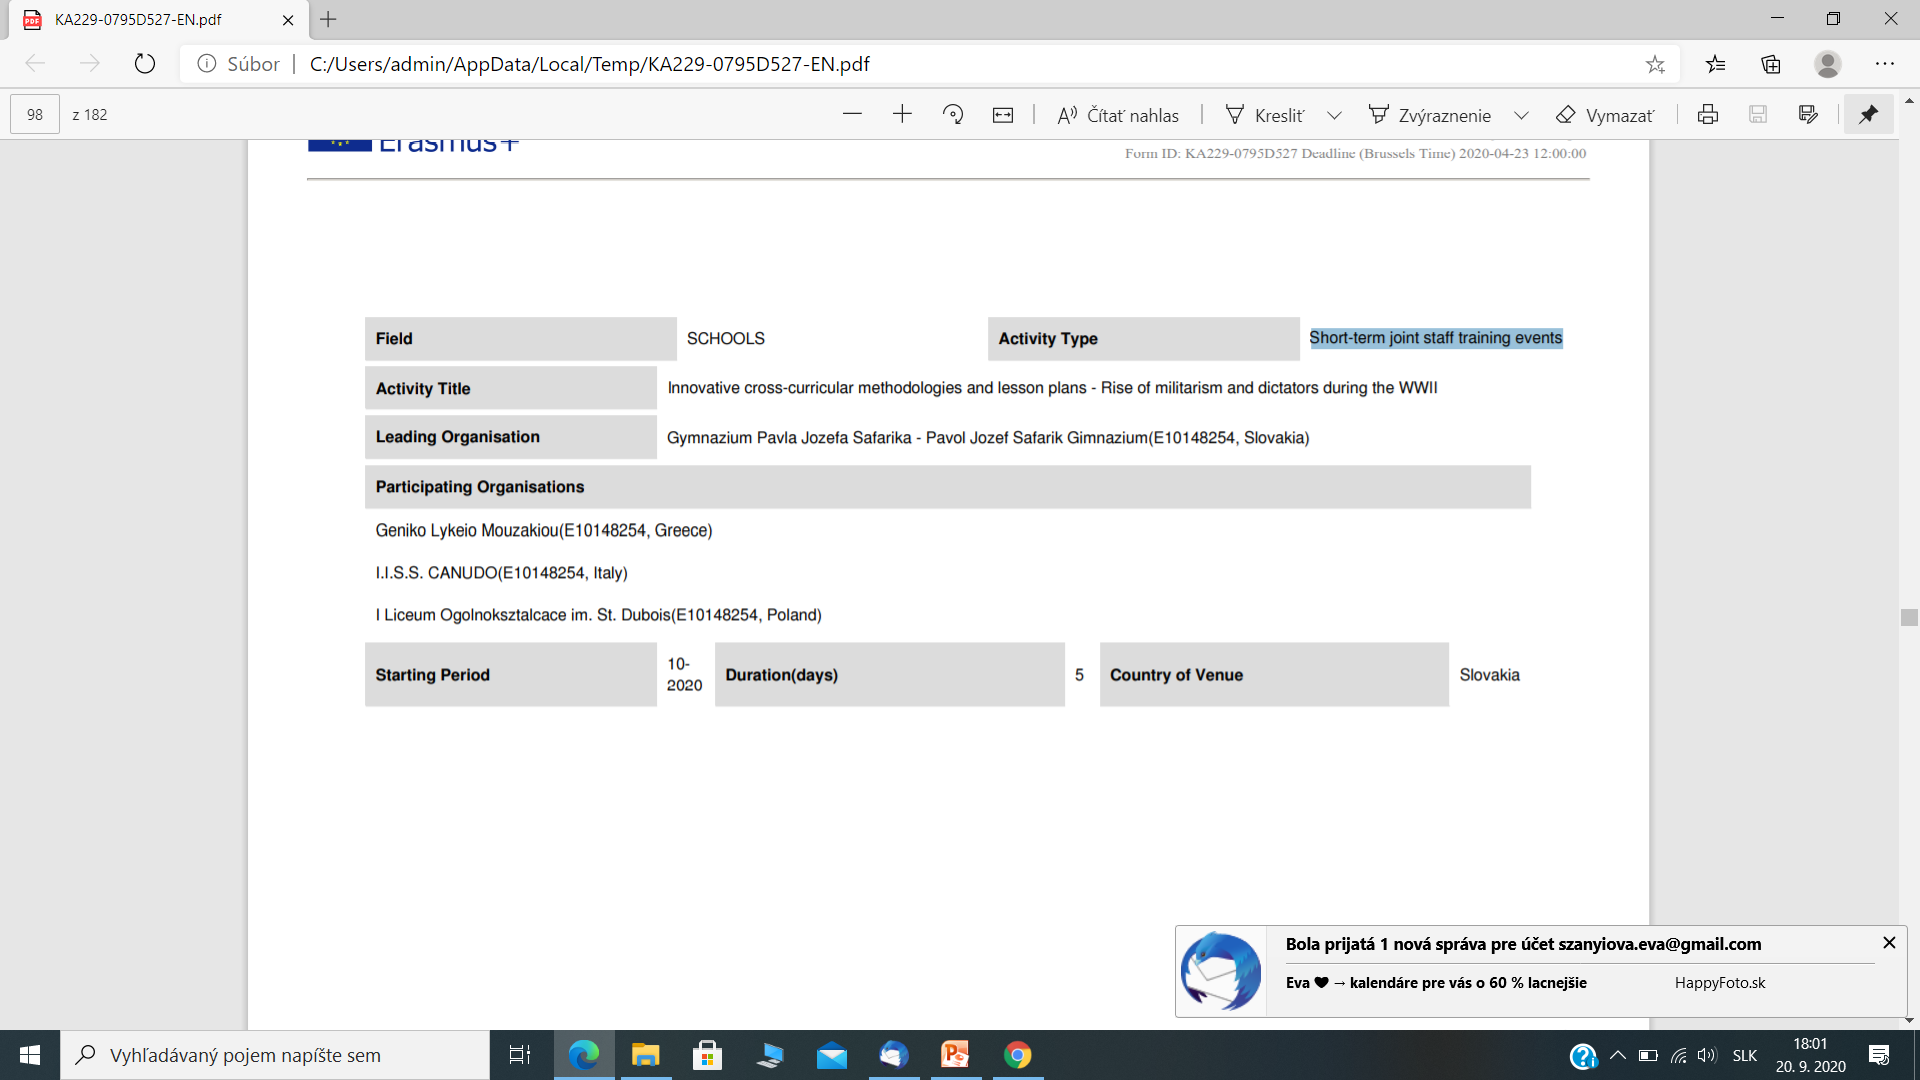 KA229-0795D527-EN.pdf
Súbor | C:/Users/admin/AppData/Local/Temp/KA229-0795D527-EN.pdf
98 z 182 Čítať nahlas Kresliť Zvýraznenie Vymazať
Erasmus+
Form ID: KA229-0795D527 Deadline (Brussels Time) 2020-04-23 12:00:00
Field SCHOOLS Activity Type Short-term joint staff training events
Activity Title Innovative cross-curricular methodologies and lesson plans - Rise of militarism and dictators during the WWII
Leading Organisation Gymnazium Pavla Jozefa Safarika - Pavol Jozef Safarik Gimnazium(E10148254, Slovakia)
Participating Organisations
Geniko Lykeio Mouzakiou(E10148254, Greece)
I.I.S.S. CANUDO(E10148254, Italy)
I Liceum Ogolnoksztalcace im. St. Dubois(E10148254, Poland)
Starting Period 10-2020 Duration(days) 5 Country of Venue Slovakia
Bola prijatá 1 nová správa pre účet szanyiova.eva@gmail.com
Eva ♥ → kalendáre pre vás o 60 % lacnejšie HappyFoto.sk
Vyhľadávaný pojem napíšte sem
SLK
18:01
20. 9. 2020